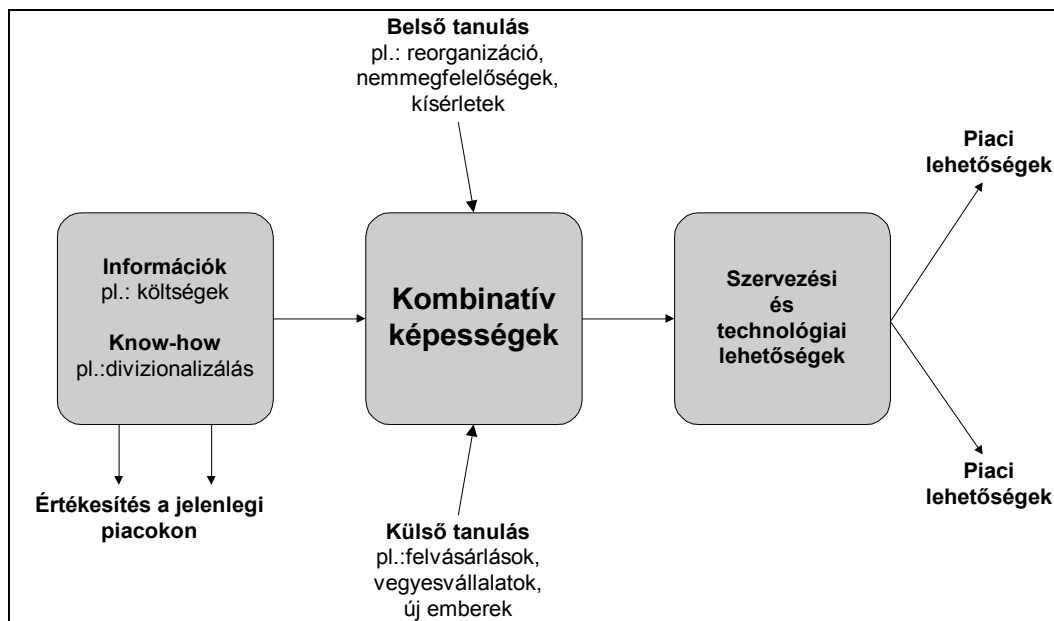 Belső tanulás
pl.: reorganizáció,
nemmegfelelőségek,
kísérletek
Piaci
lehetőségek
Információk
pl.: költségek
Know-how
pl.:divizionalizálás
Kombinatív
képességek
Szervezési
és
technológiai
lehetőségek
Értékesítés a jelenlegi
piacokon
Külső tanulás
pl.:felvásárlások,
vegyesvállalatok,
új emberek
Piaci
lehetőségek